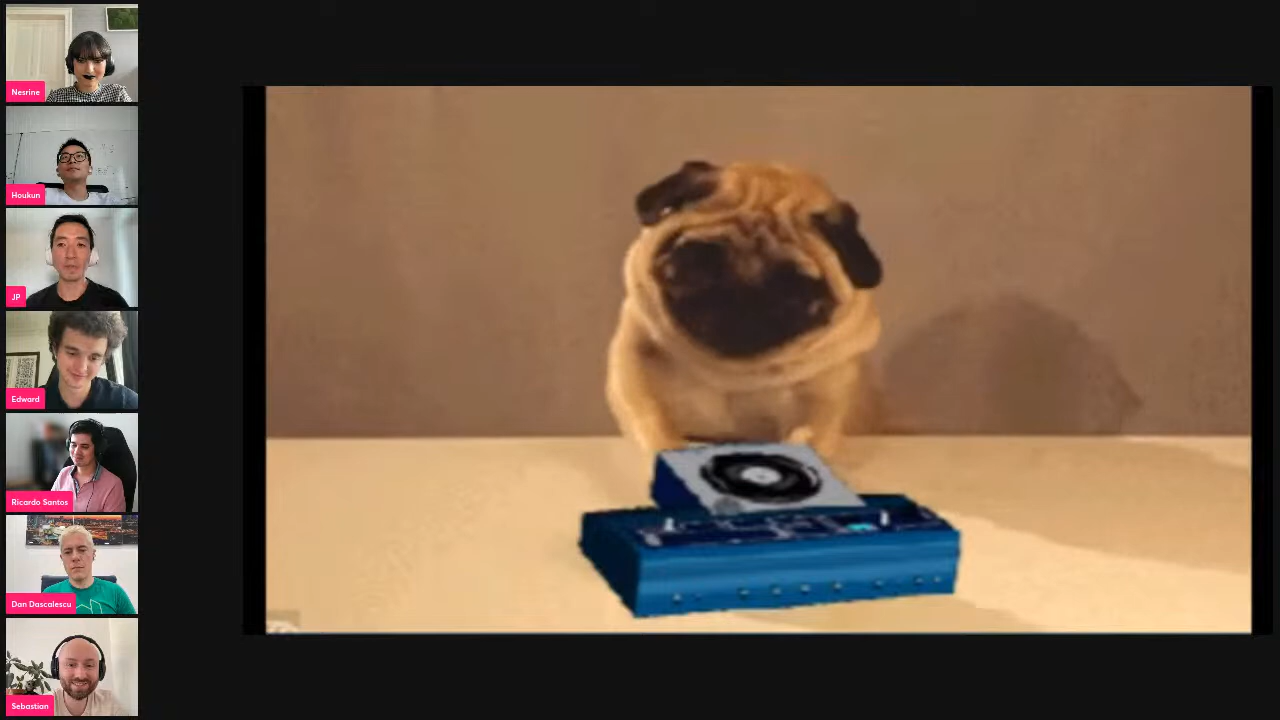 Nesrine
Houkun
JP
Edward
Ricardo Santos
Dan Dascalescu
Sebastian